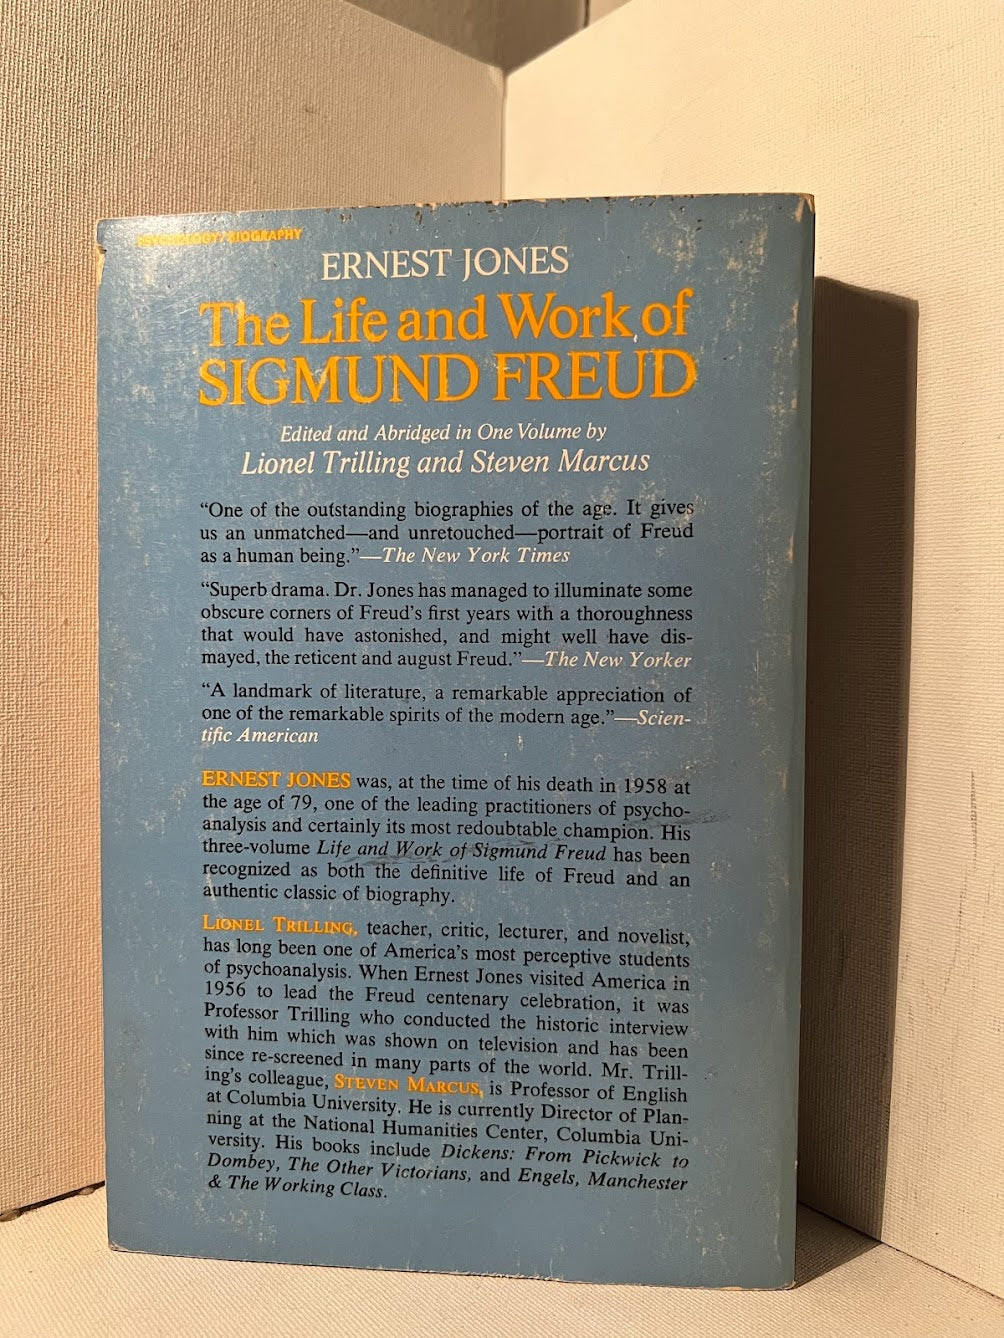 PSYCHOLOGY/BIOGRAPHY
ERNEST JONES
The Life and Work of
SIGMUND FREUD
Edited and Abridged in One Volume by
Lionel Trilling and Steven Marcus
“One of the outstanding biographies of the age. It gives
us an unmatched—and unretouched—portrait of Freud
as a human being.”—The New York Times
“Superb drama. Dr. Jones has managed to illuminate some
obscure corners of Freud’s first years with a thoroughness
that would have astonished, and might well have dis-
mayed, the reticent and august Freud.”—The New Yorker
“A landmark of literature, a remarkable appreciation of
one of the remarkable spirits of the modern age.”—Scien-
tific American
ERNEST JONES was, at the time of his death in 1958 at
the age of 79, one of the leading practitioners of psycho-
analysis and certainly its most redoubtable champion. His
three-volume Life and Work of Sigmund Freud has been
recognized as both the definitive life of Freud and an
authentic classic of biography.
LIONEL TRILLING, teacher, critic, lecturer, and novelist,
has long been one of America’s most perceptive students
of psychoanalysis. When Ernest Jones visited America in
1956 to lead the Freud centenary celebration, it was
Professor Trilling who conducted the historic interview
with him which was shown on television and has been
since re-screened in many parts of the world. Mr. Trill-
ing’s colleague, STEVEN MARCUS, is Professor of English
at Columbia University. He is currently Director of Plan-
ning at the National Humanities Center, Columbia Uni-
versity. His books include Dickens: From Pickwick to
Dombey, The Other Victorians, and Engels, Manchester
& The Working Class.